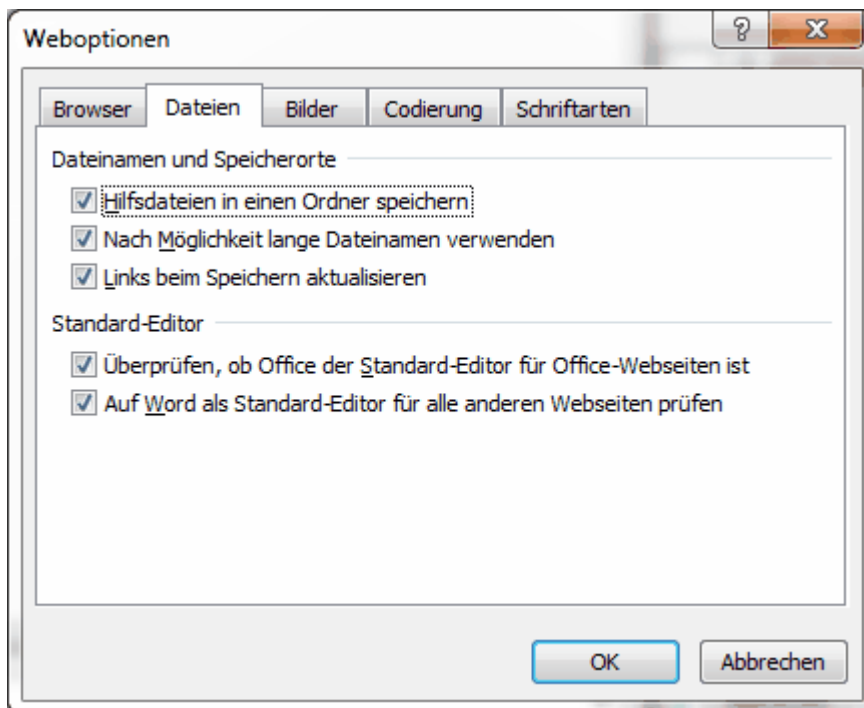 Weboptionen
Browser Dateien Bilder Codierung Schriftarten
Dateinamen und Speicherorte
Hilfsdateien in einen Ordner speichern
Nach Möglichkeit lange Dateinamen verwenden
Links beim Speichern aktualisieren
Standard-Editor
Überprüfen, ob Office der Standard-Editor für Office-Webseiten ist
Auf Word als Standard-Editor für alle anderen Webseiten prüfen
OK Abbrechen